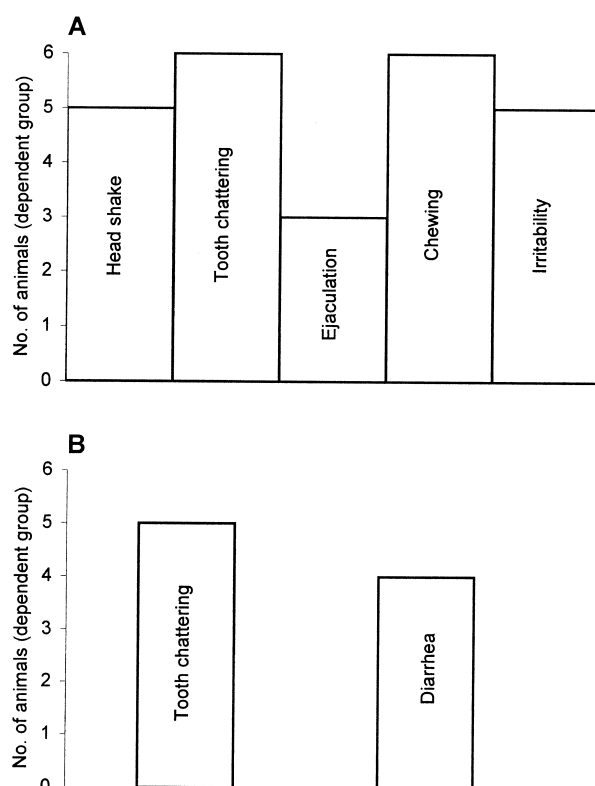 A
No. of animals (dependent group)
6
5
4
3
2
1
0
Head shake
Tooth chattering
Ejaculation
Chewing
Irritability
B
No. of animals (dependent group)
6
5
4
3
2
1
0
Tooth chattering
Diarrhea